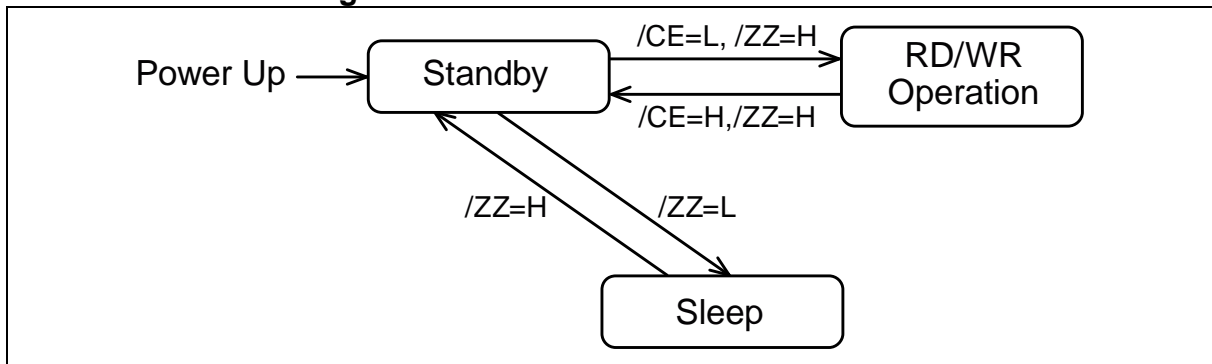 /CE=L, /ZZ=H
Power Up
Standby
RD/WR
Operation
/CE=H,/ZZ=H
/ZZ=H
/ZZ=L
Sleep